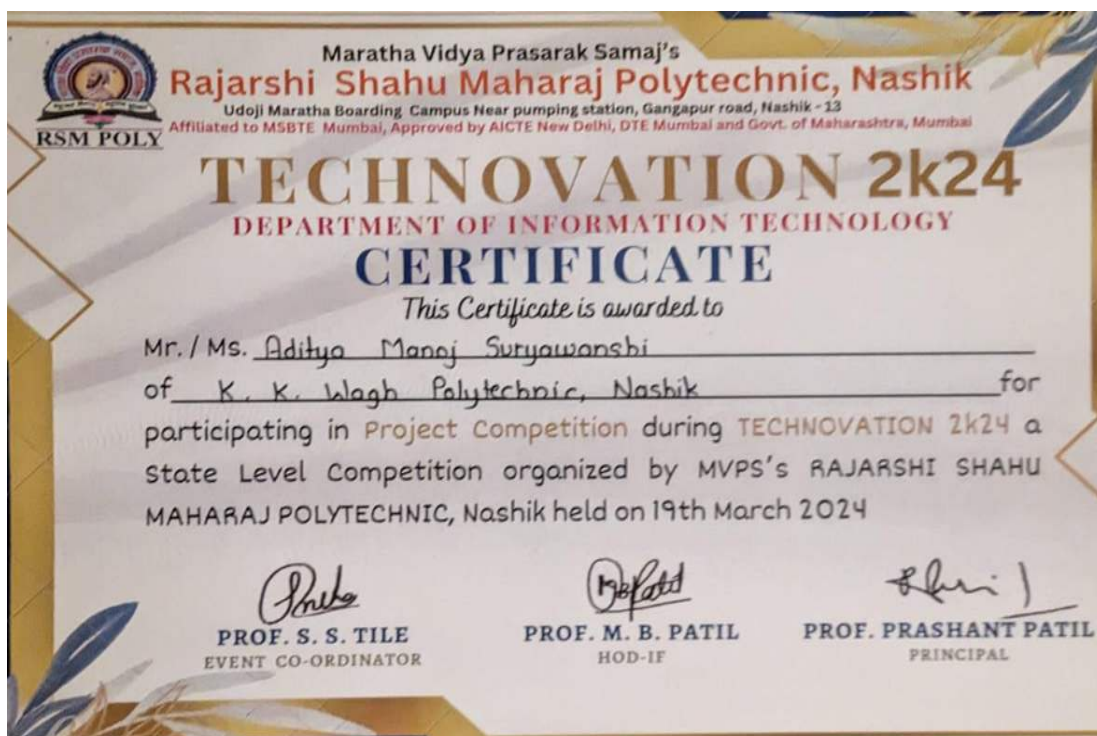 Maratha Vidya Prasarak Samaj's
Rajarshi Shahu Maharaj Polytechnic, Nashik
Udoji Maratha Boarding Campus Near pumping station, Gangapur road, Nashik - 13
Affiliated to MSBTE Mumbai, Approved by AICTE New Delhi, DTE Mumbai and Govt. of Maharashtra, Mumbai
RSM POLY
TECHNOVATION 2k24
DEPARTMENT OF INFORMATION TECHNOLOGY
CERTIFICATE
This Certificate is awarded to
Mr. / Ms. Aditya Manoj Suryawanshi
of K. K. Wagh Polytechnic, Nashik for
participating in Project Competition during TECHNOVATION 2k24 a
State Level Competition organized by MVPS's RAJARSHI SHAHU
MAHARAJ POLYTECHNIC, Nashik held on 19th March 2024
PROF. S. S. TILE
EVENT CO-ORDINATOR
PROF. M. B. PATIL
HOD-IF
PROF. PRASHANT PATIL
PRINCIPAL